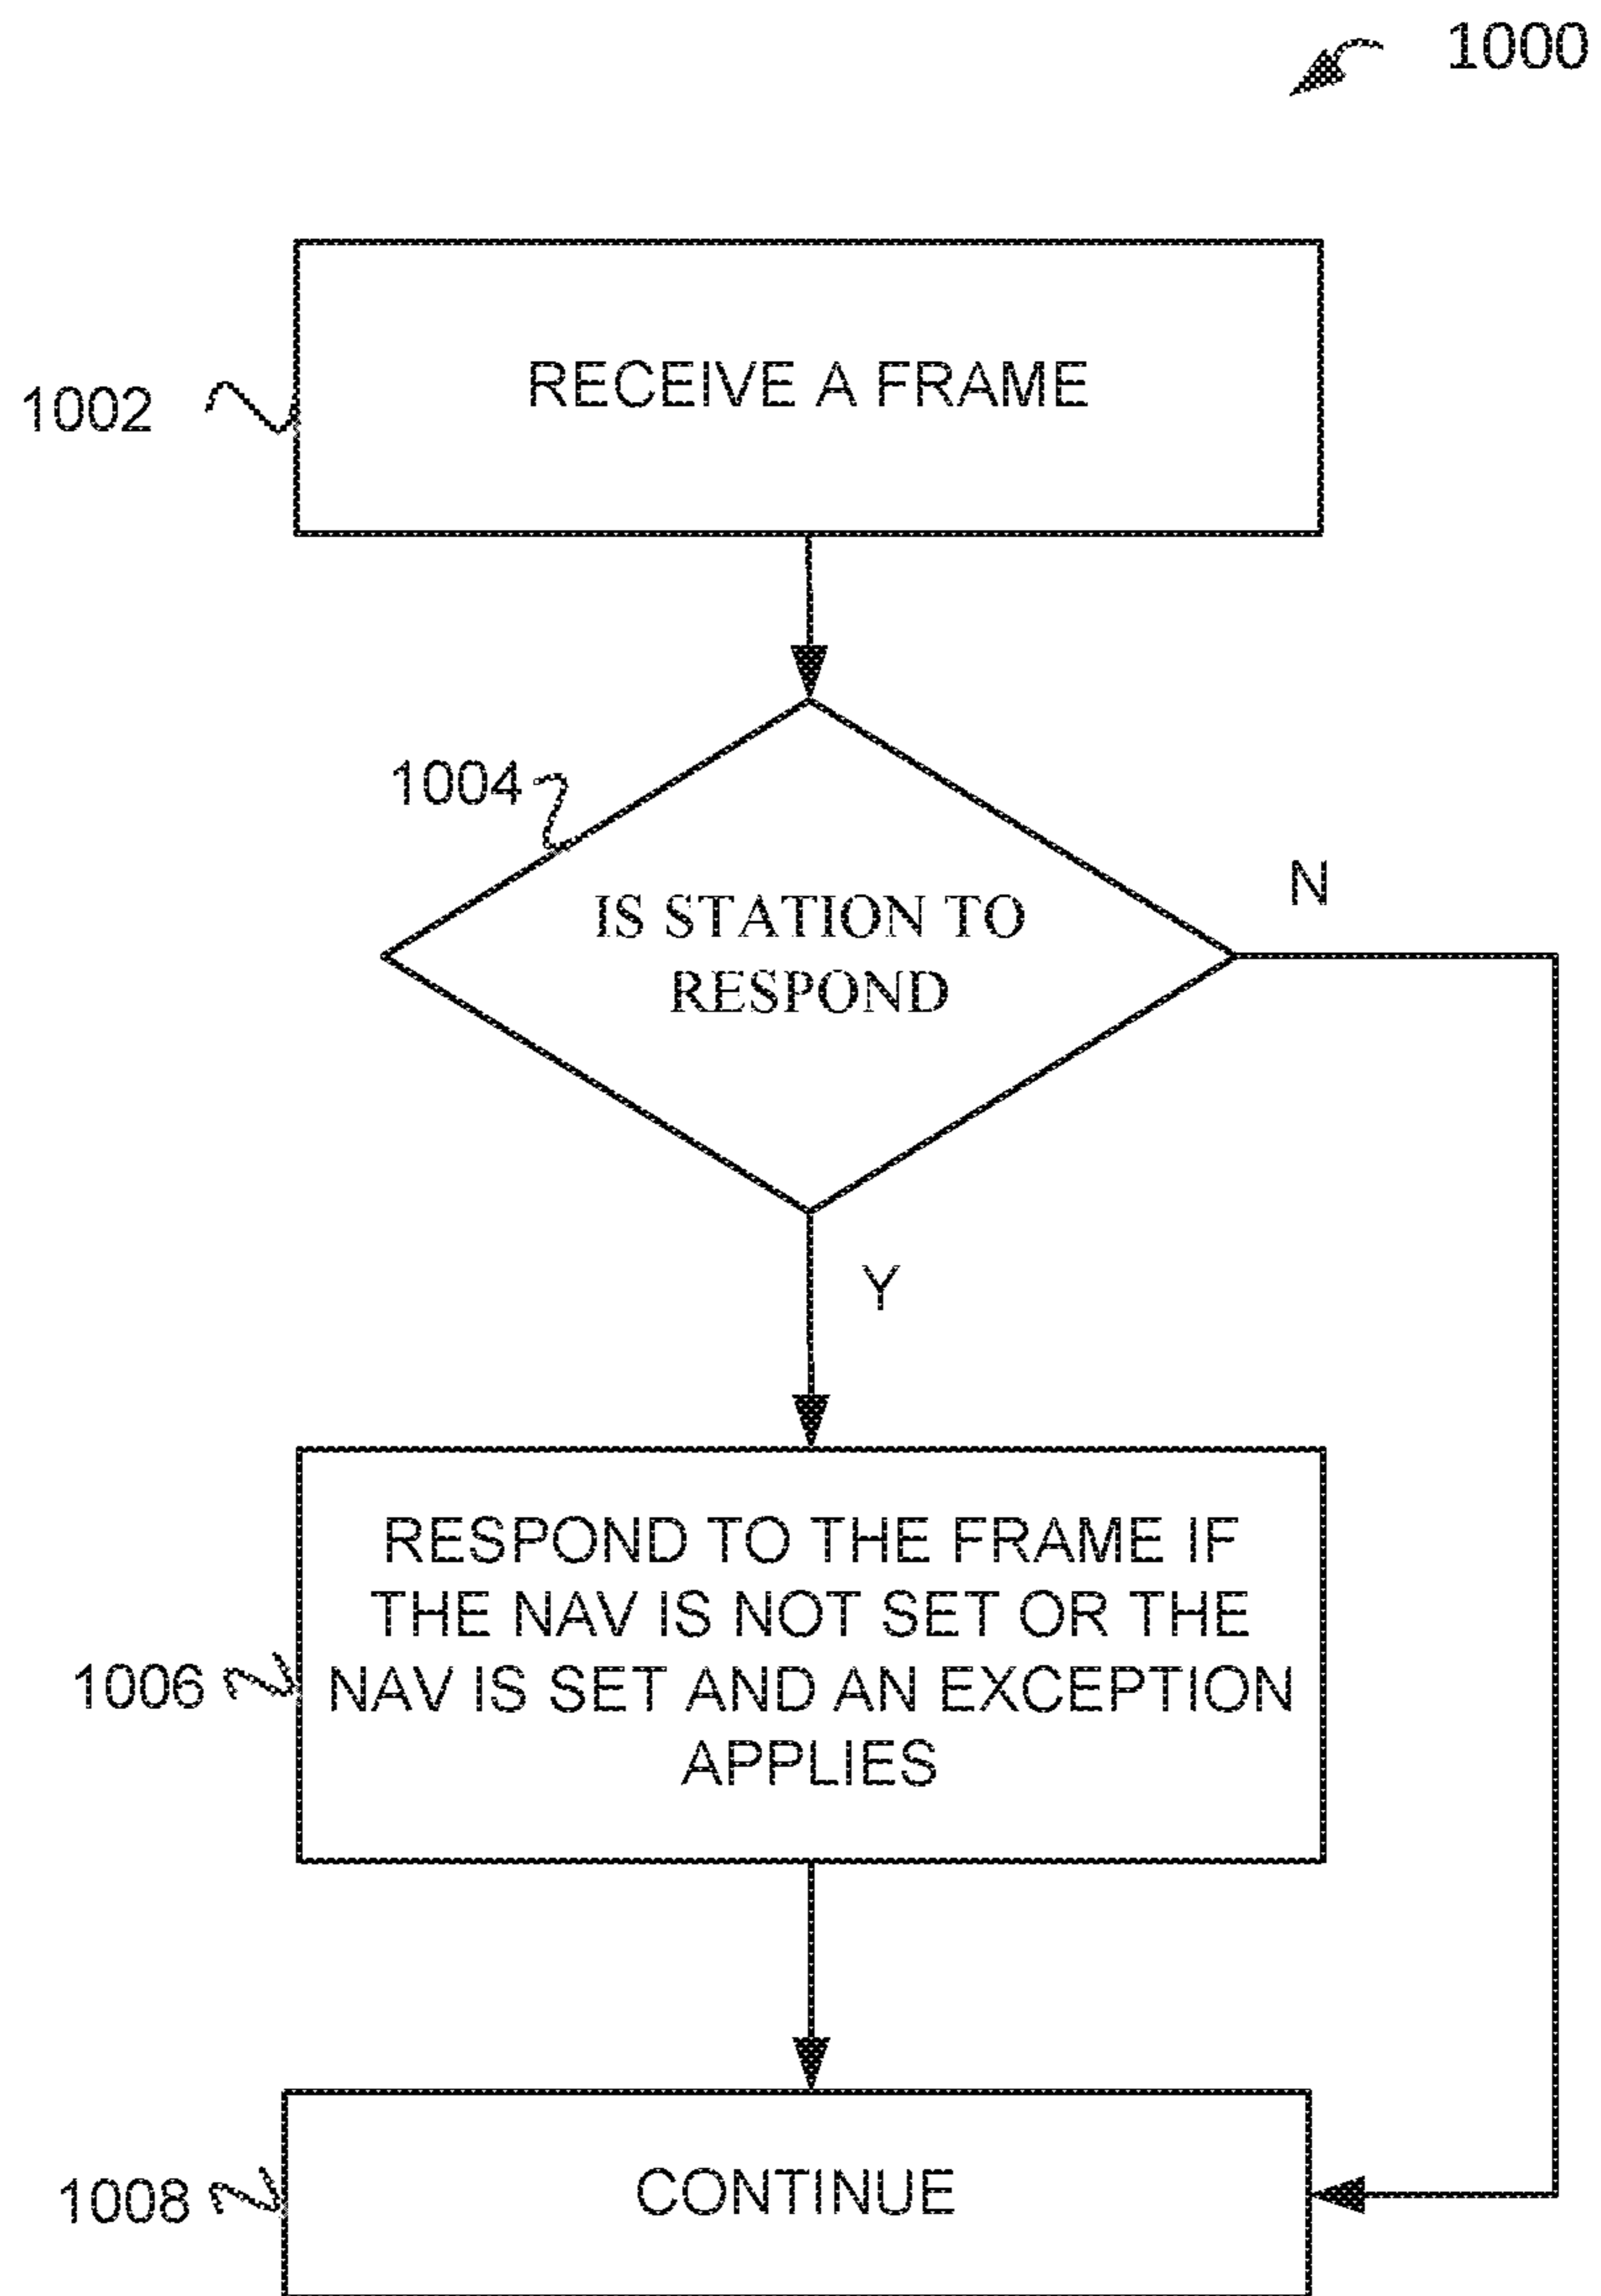 1000
RECEIVE A FRAME
1002
1004
IS STATION TO
RESPOND
N
Y
RESPOND TO THE FRAME IF
THE NAV IS NOT SET OR THE
NAV IS SET AND AN EXCEPTION
APPLIES
1006
CONTINUE
1008